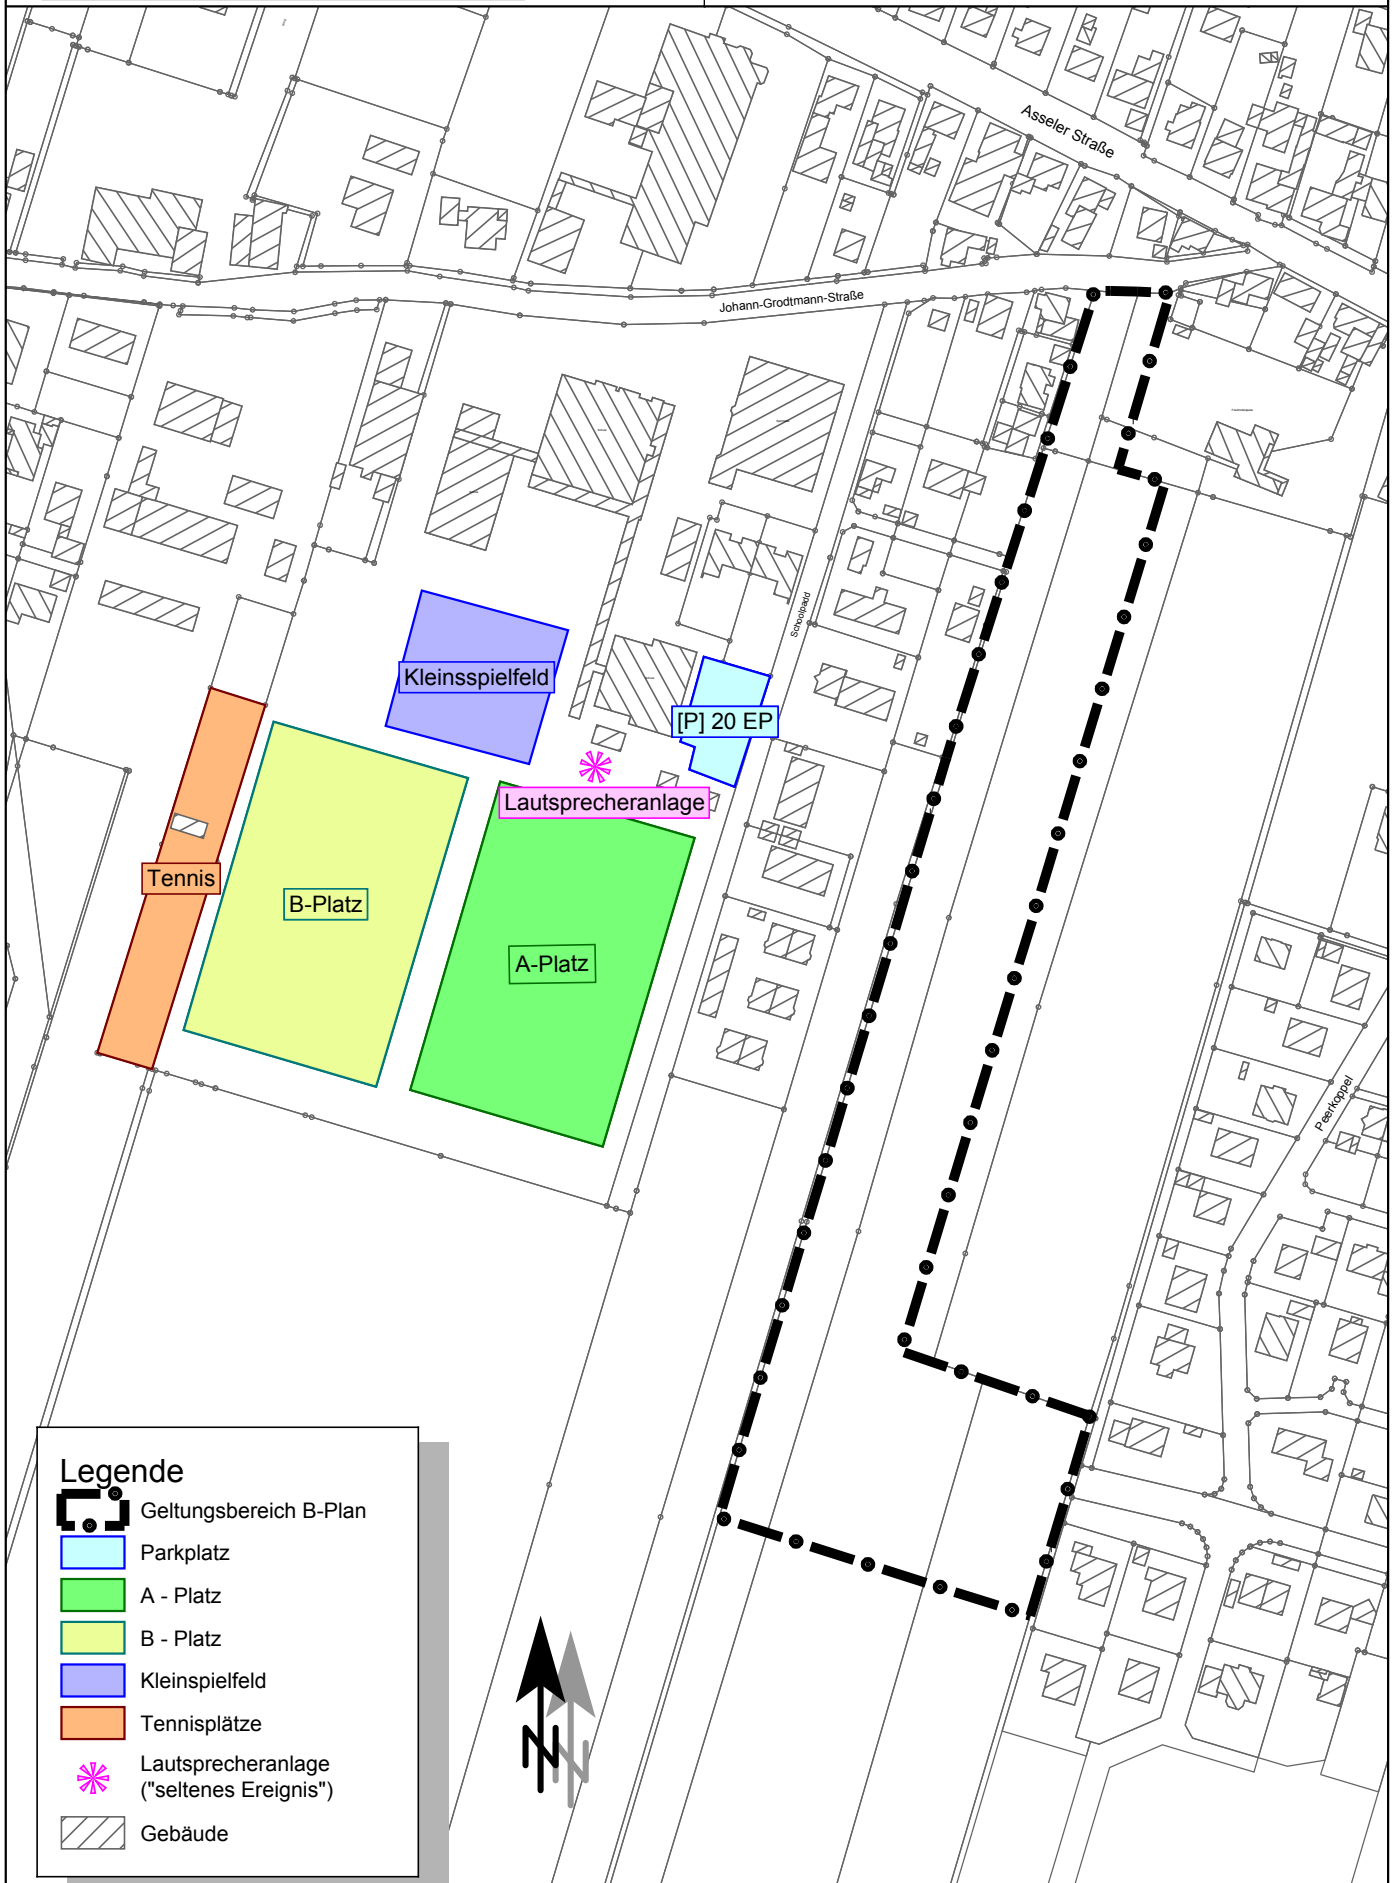 Asseler Straße
Johann-Grodtmann-Straße
Schoolpadd
Kleinsspielfeld
[P] 20 EP
Lautsprecheranlage
Tennis
B-Platz
A-Platz
Peerkoppel
Legende
Geltungsbereich B-Plan
Parkplatz
A - Platz
B - Platz
Kleinspielfeld
Tennisplätze
Lautsprecheranlage
("seltenes Ereignis")
Gebäude
N